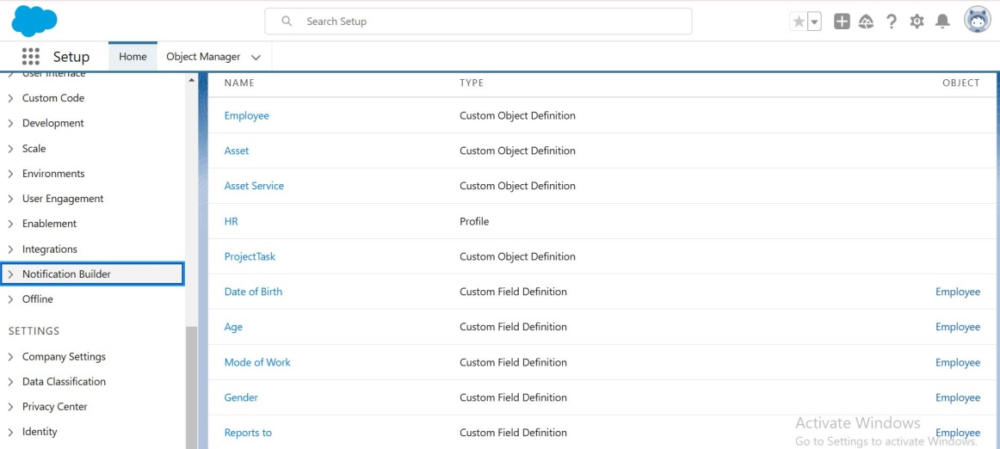 Search Setup
Setup
Home
Object Manager
User Interface
Custom Code
Development
Scale
Environments
User Engagement
Enablement
Integrations
Notification Builder
Offline
SETTINGS
Company Settings
Data Classification
Privacy Center
Identity
NAME TYPE OBJECT
Employee Custom Object Definition
Asset Custom Object Definition
Asset Service Custom Object Definition
HR Profile
ProjectTask Custom Object Definition
Date of Birth Custom Field Definition Employee
Age Custom Field Definition Employee
Mode of Work Custom Field Definition Employee
Gender Custom Field Definition Employee
Reports to Custom Field Definition Employee
Activate Windows
Go to Settings to activate Windows.